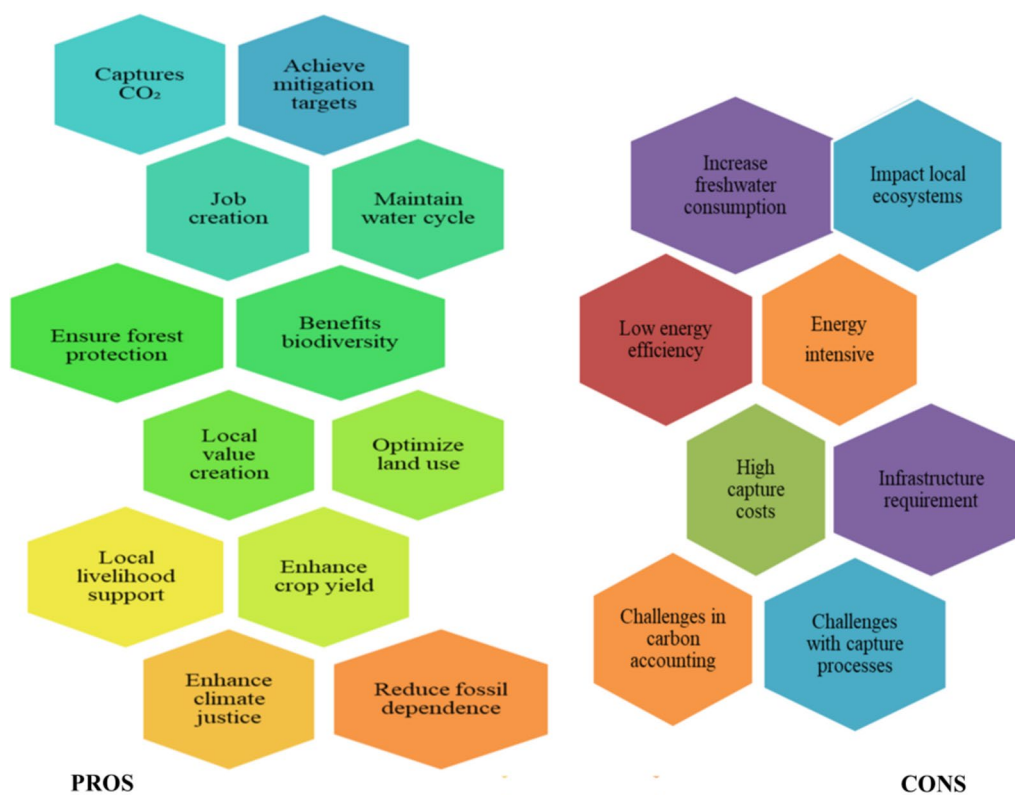 Captures
CO₂
Achieve
mitigation
targets
Job
creation
Maintain
water cycle
Ensure forest
protection
Benefits
biodiversity
Local
value
creation
Optimize
land use
Local
livelihood
support
Enhance
crop yield
Enhance
climate
justice
Reduce fossil
dependence
PROS
Increase
freshwater
consumption
Impact local
ecosystems
Low energy
efficiency
Energy
intensive
High
capture
costs
Infrastructure
requirement
Challenges in
carbon
accounting
Challenges
with capture
processes
CONS